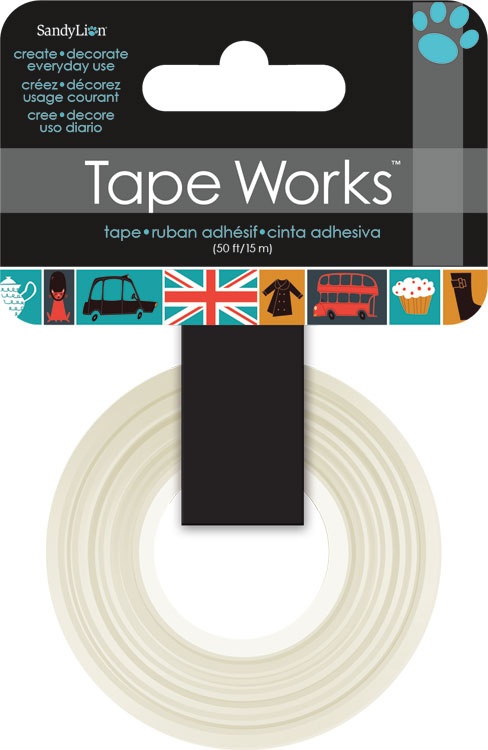 SandyLion®
create•decorate
everyday use
créez•décorez
usage courant
cree•decore
uso diario
Tape Works™
tape•ruban adhésif•cinta adhesiva
(50 ft/15 m)